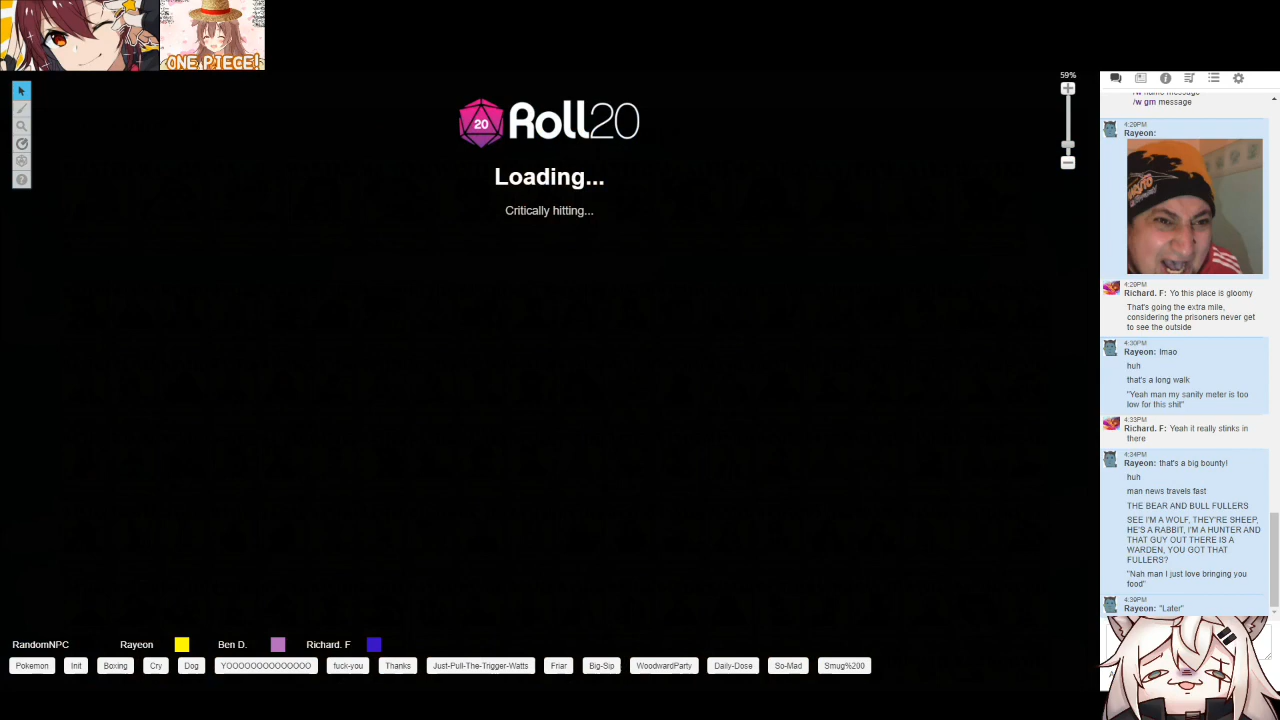 ONE PIECE!
59%
20
Roll20
Loading...
Critically hitting...
/w name message
/w gm message
4:29PM
Rayeon:
4:29PM
Richard. F: Yo this place is gloomy
That's going the extra mile,
considering the prisoners never get
to see the outside
4:30PM
Rayeon: lmao
huh
that's a long walk
"Yeah man my sanity meter is too
low for this shit"
4:33PM
Richard. F: Yeah it really stinks in
there
4:34PM
Rayeon: that's a big bounty!
huh
man news travels fast
THE BEAR AND BULL FULLERS
SEE I'M A WOLF, THEY'RE SHEEP,
HE'S A RABBIT, I'M A HUNTER AND
THAT GUY OUT THERE IS A
WARDEN, YOU GOT THAT
FULLERS?
"Nah man I just love bringing you
food"
4:39PM
Rayeon: "Later"
RandomNPC
Rayeon
Ben D.
Richard. F
Pokemon
Init
Boxing
Cry
Dog
YOOOOOOOOOOOOO
fuck-you
Thanks
Just-Pull-The-Trigger-Watts
Friar
Big-Sip
WoodwardParty
Daily-Dose
So-Mad
Smug%200